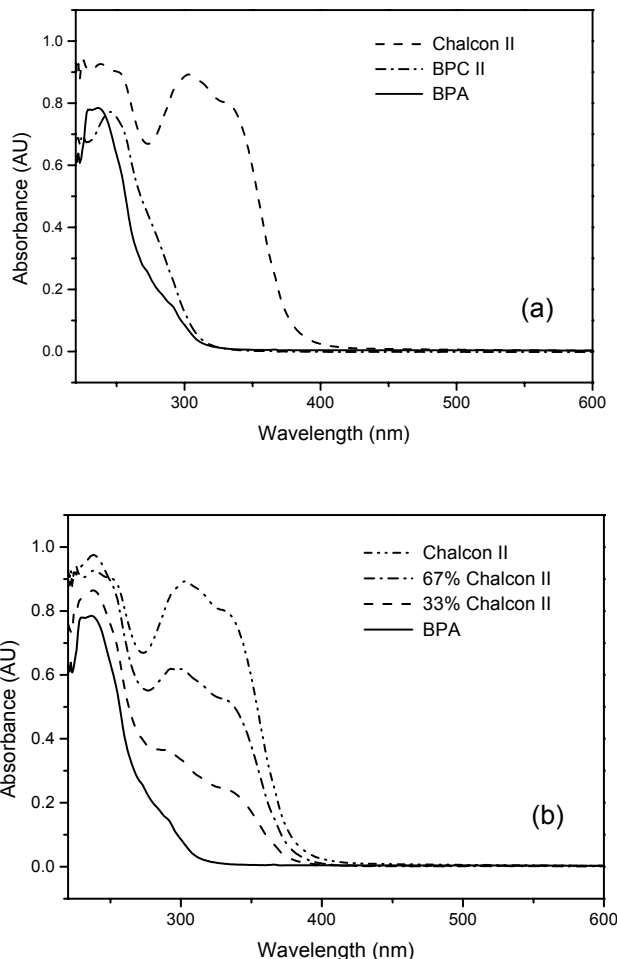 Chalcon II
BPC II
BPA
1.0
0.8
0.6
0.4
0.2
0.0
Absorbance (AU)
(a)
300
400
500
600
Wavelength (nm)
Chalcon II
67% Chalcon II
33% Chalcon II
BPA
1.0
0.8
0.6
0.4
0.2
0.0
Absorbance (AU)
(b)
300
400
500
600
Wavelength (nm)